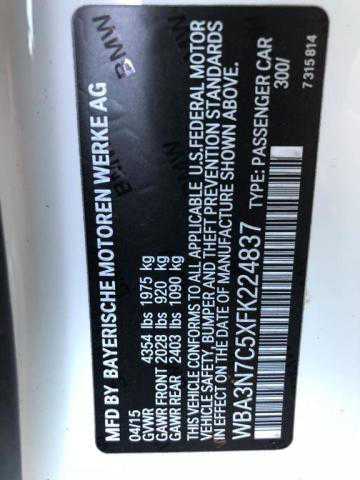 MFD BY BAYERISCHE MOTOREN WERKE AG
04/15
GVWR 4354 lbs 1975 kg
GAWR FRONT 2028 lbs 920 kg
GAWR REAR 2403 lbs 1090 kg
THIS VEHICLE CONFORMS TO ALL APPLICABLE U.S. FEDERAL MOTOR
VEHICLE SAFETY, BUMPER AND THEFT PREVENTION STANDARDS
IN EFFECT ON THE DATE OF MANUFACTURE SHOWN ABOVE.
WBA3N7C5XFK224837 TYPE: PASSENGER CAR
300/
7 315 814
BMW
BMW
BMW